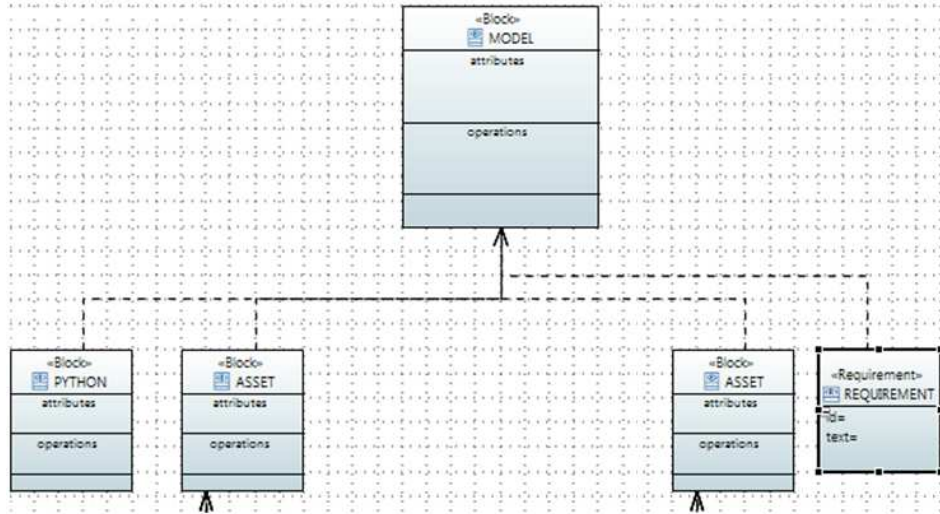 «Block»
MODEL
attributes
operations
«Block»
PYTHON
attributes
operations
«Block»
ASSET
attributes
operations
«Block»
ASSET
attributes
operations
«Requirement»
REQUIREMENT
id=
text=